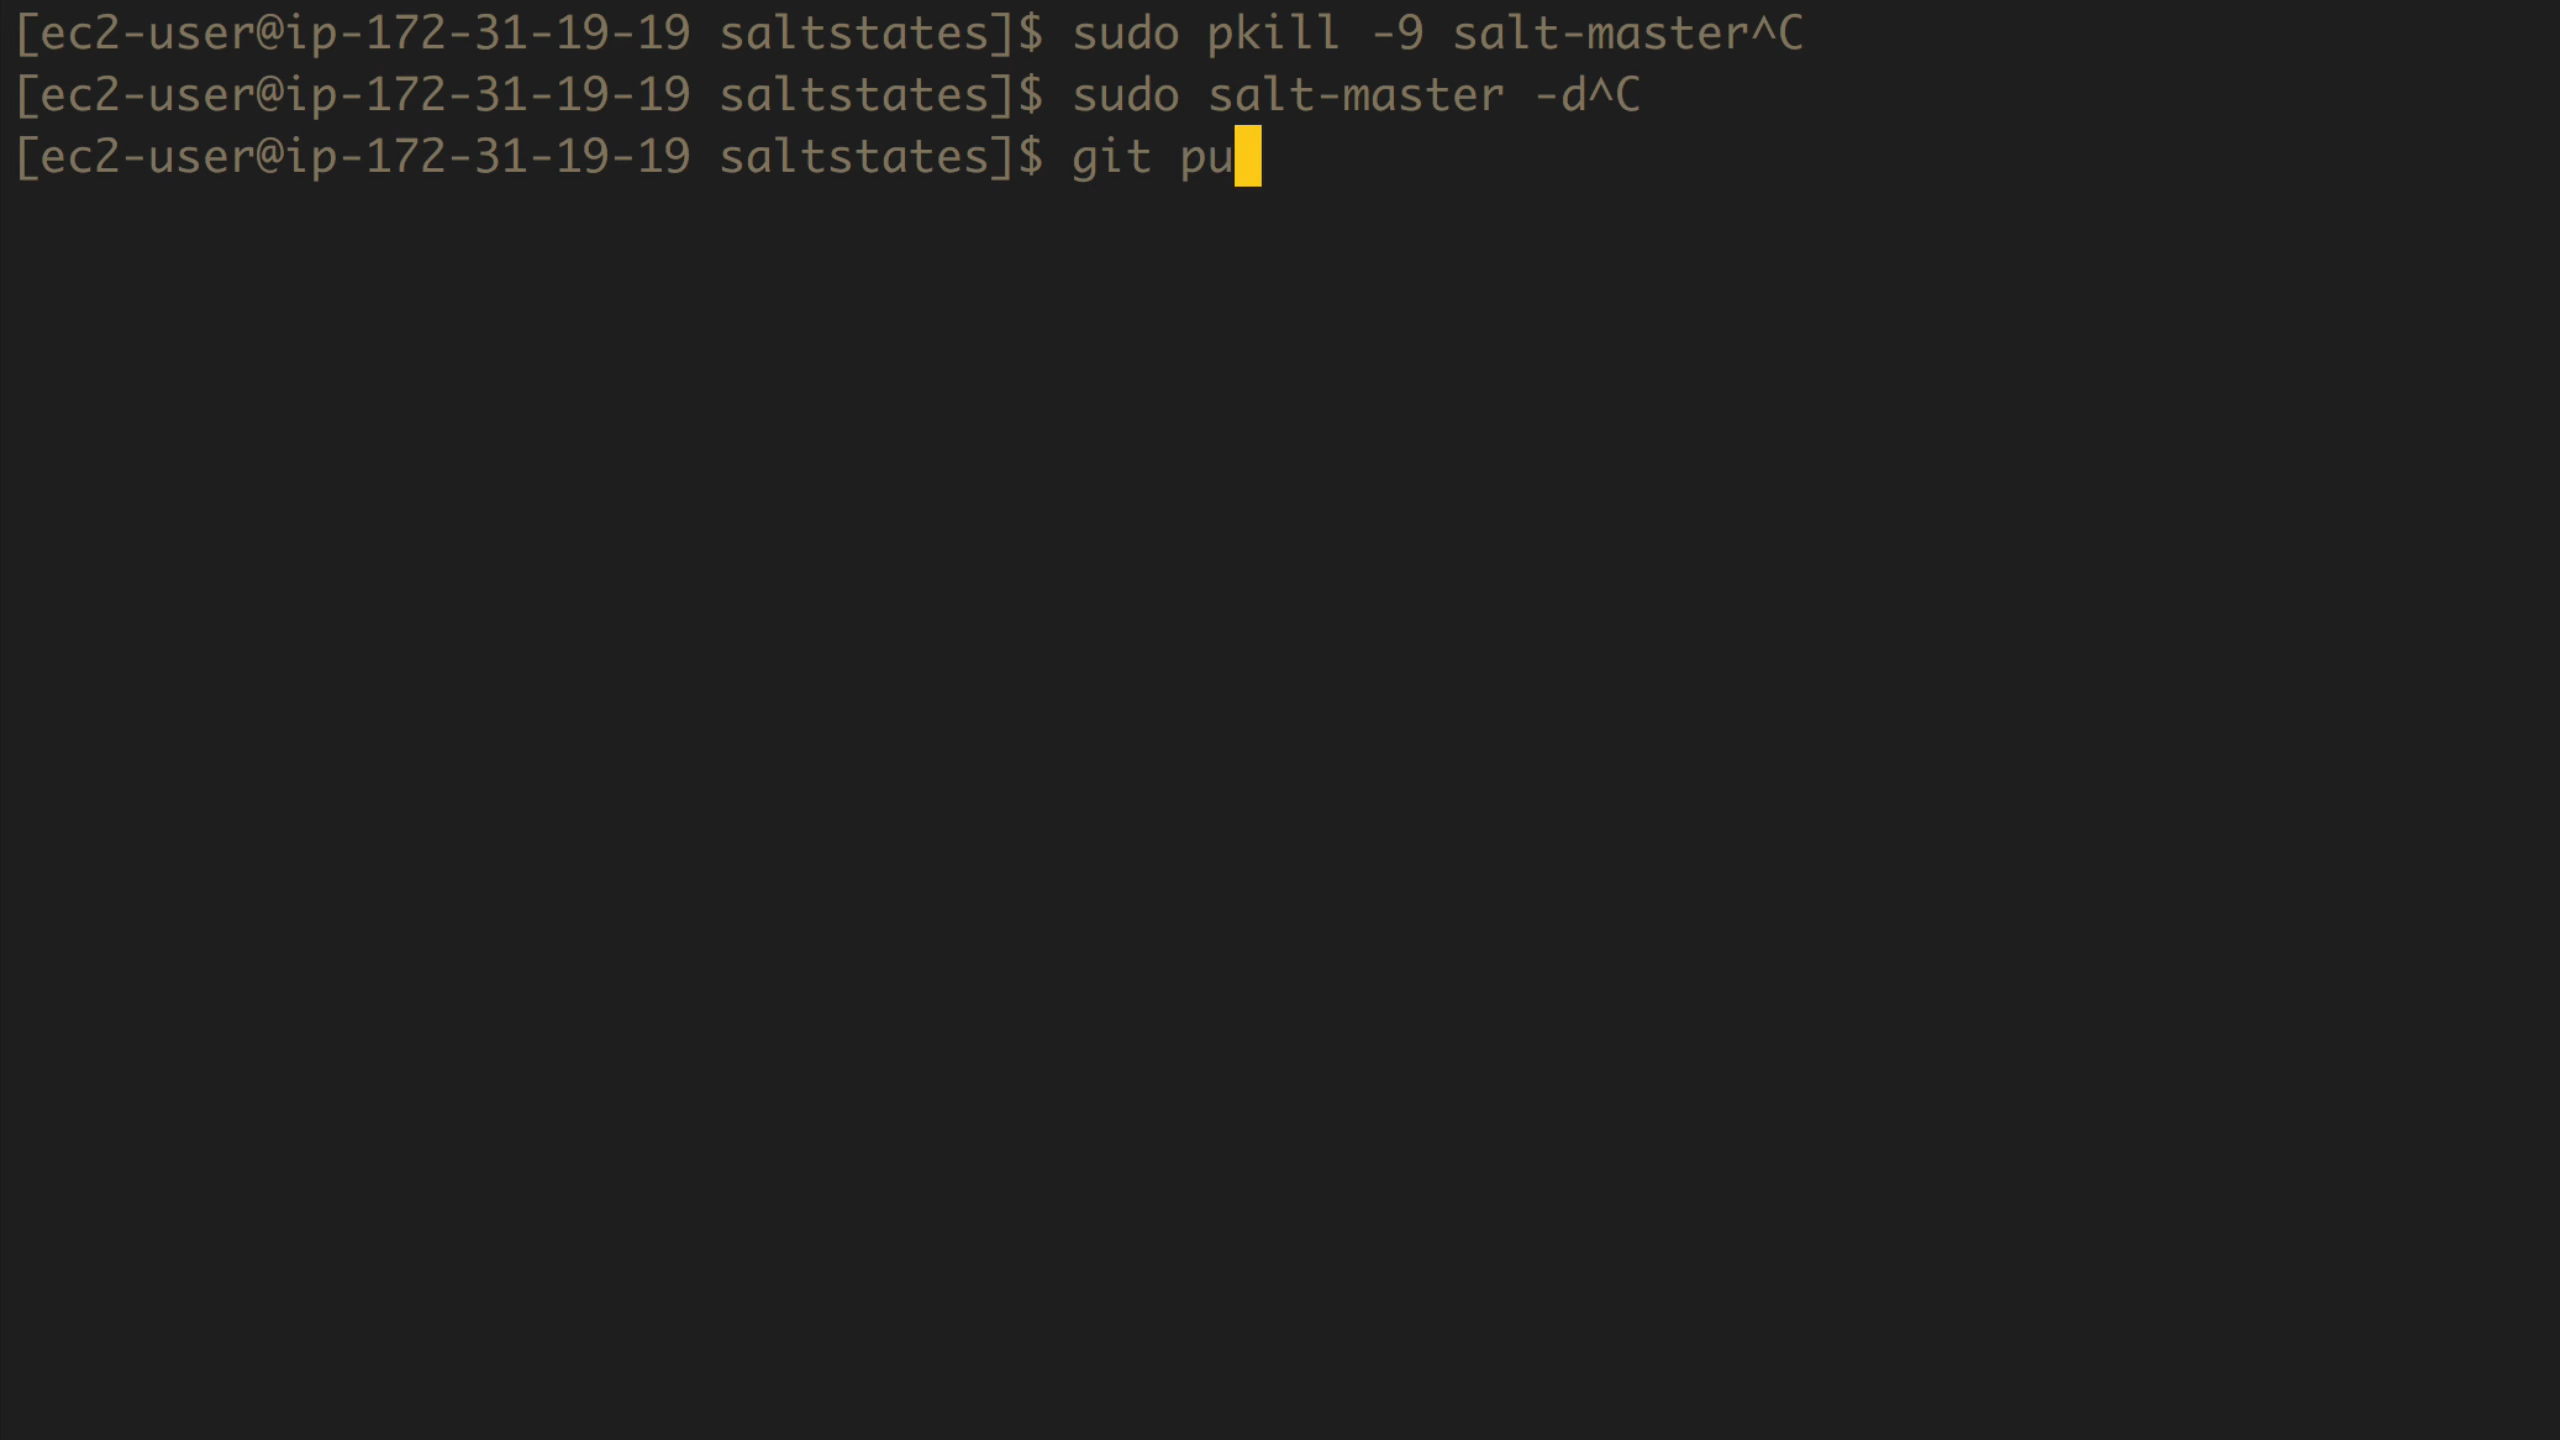 [ec2-user@ip-172-31-19-19 saltstates]$ sudo pkill -9 salt-master^C
[ec2-user@ip-172-31-19-19 saltstates]$ sudo salt-master -d^C
[ec2-user@ip-172-31-19-19 saltstates]$ git pu